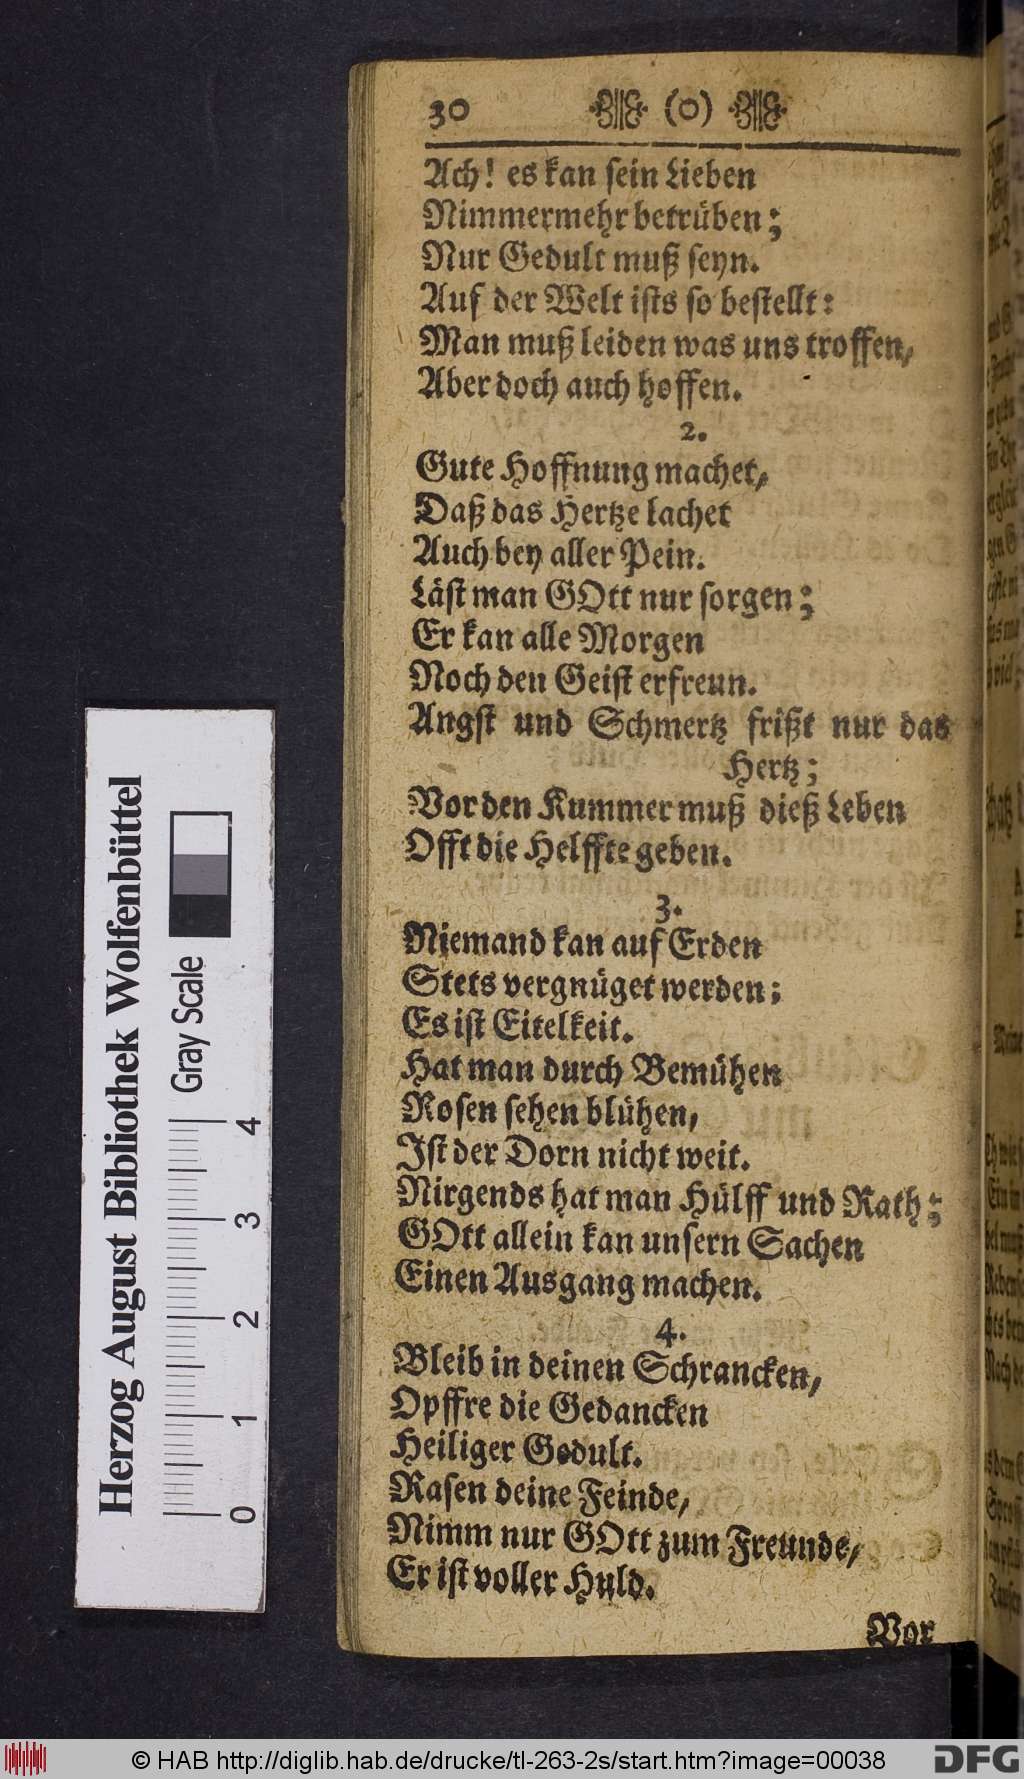 30 (0)
Ach! es kan sein Lieben
Nimmermehr betrüben;
Nur Gedult muß seyn.
Auf der Welt ists so bestellt:
Man muß leiden was uns troffen,
Aber doch auch hoffen.
2.
Gute Hoffnung machet,
Daß das Hertze lachet
Auch bey aller Pein.
Läst man GOtt nur sorgen;
Er kan alle Morgen
Noch den Geist erfreun.
Angst und Schmertz frißt nur das
Hertz;
Vor den Kummer muß dieß Leben
Offt die Helffte geben.
3.
Niemand kan auf Erden
Stets vergnüget werden;
Es ist Eitelkeit.
Hat man durch Bemühen
Rosen sehen blühen,
Ist der Dorn nicht weit.
Nirgends hat man Hülff und Rath;
GOtt allein kan unsern Sachen
Einen Ausgang machen.
4.
Bleib in deinen Schrancken,
Opffre die Gedancken
Heiliger Gedult.
Rasen deine Feinde,
Nimm nur GOtt zum Freunde,
Er ist voller Huld.
Vor
Herzog August Bibliothek Wolfenbüttel
Gray Scale
0 1 2 3 4
© HAB http://diglib.hab.de/drucke/tl-263-2s/start.htm?image=00038
DFG